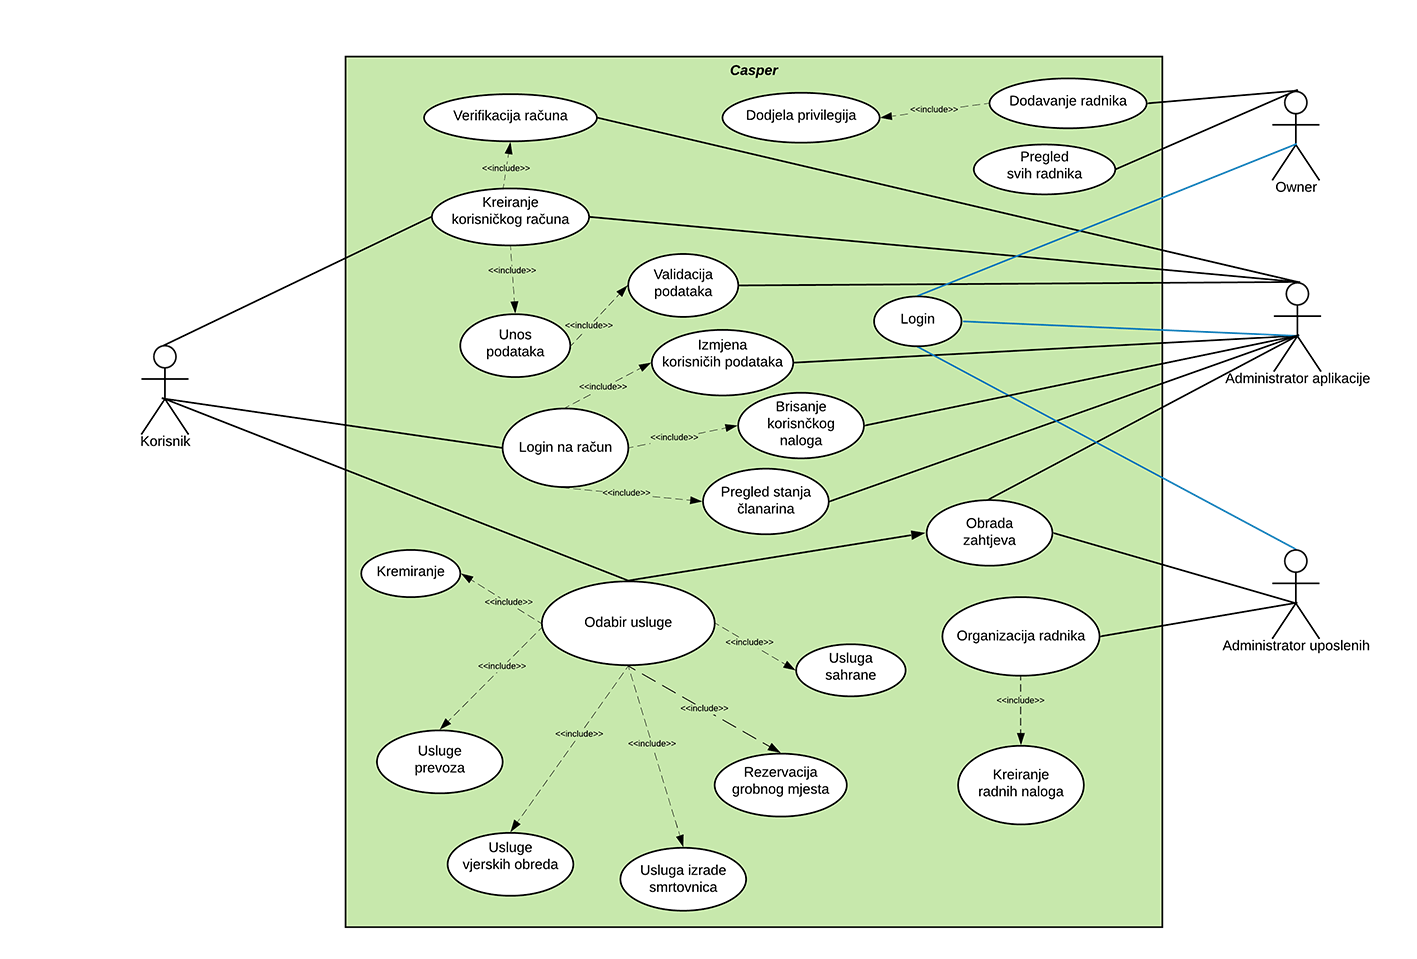 Casper
Verifikacija računa
Dodjela privilegija
<<include>>
Dodavanje radnika
<<include>>
Pregled
svih radnika
Owner
Kreiranje
korisničkog računa
<<include>>
Validacija
podataka
Login
Unos
podataka
<<include>>
Izmjena
korisničih podataka
Administrator aplikacije
<<include>>
Korisnik
Login na račun
<<include>>
Brisanje
korisnčkog
naloga
<<include>>
Pregled stanja
članarina
Obrada
zahtjeva
Kremiranje
<<include>>
Odabir usluge
<<include>>
Organizacija radnika
Administrator uposlenih
<<include>>
Usluga
sahrane
<<include>>
<<include>>
<<include>>
<<include>>
Usluge
prevoza
Rezervacija
grobnog mjesta
Kreiranje
radnih naloga
Usluge
vjerskih obreda
Usluga izrade
smrtovnica